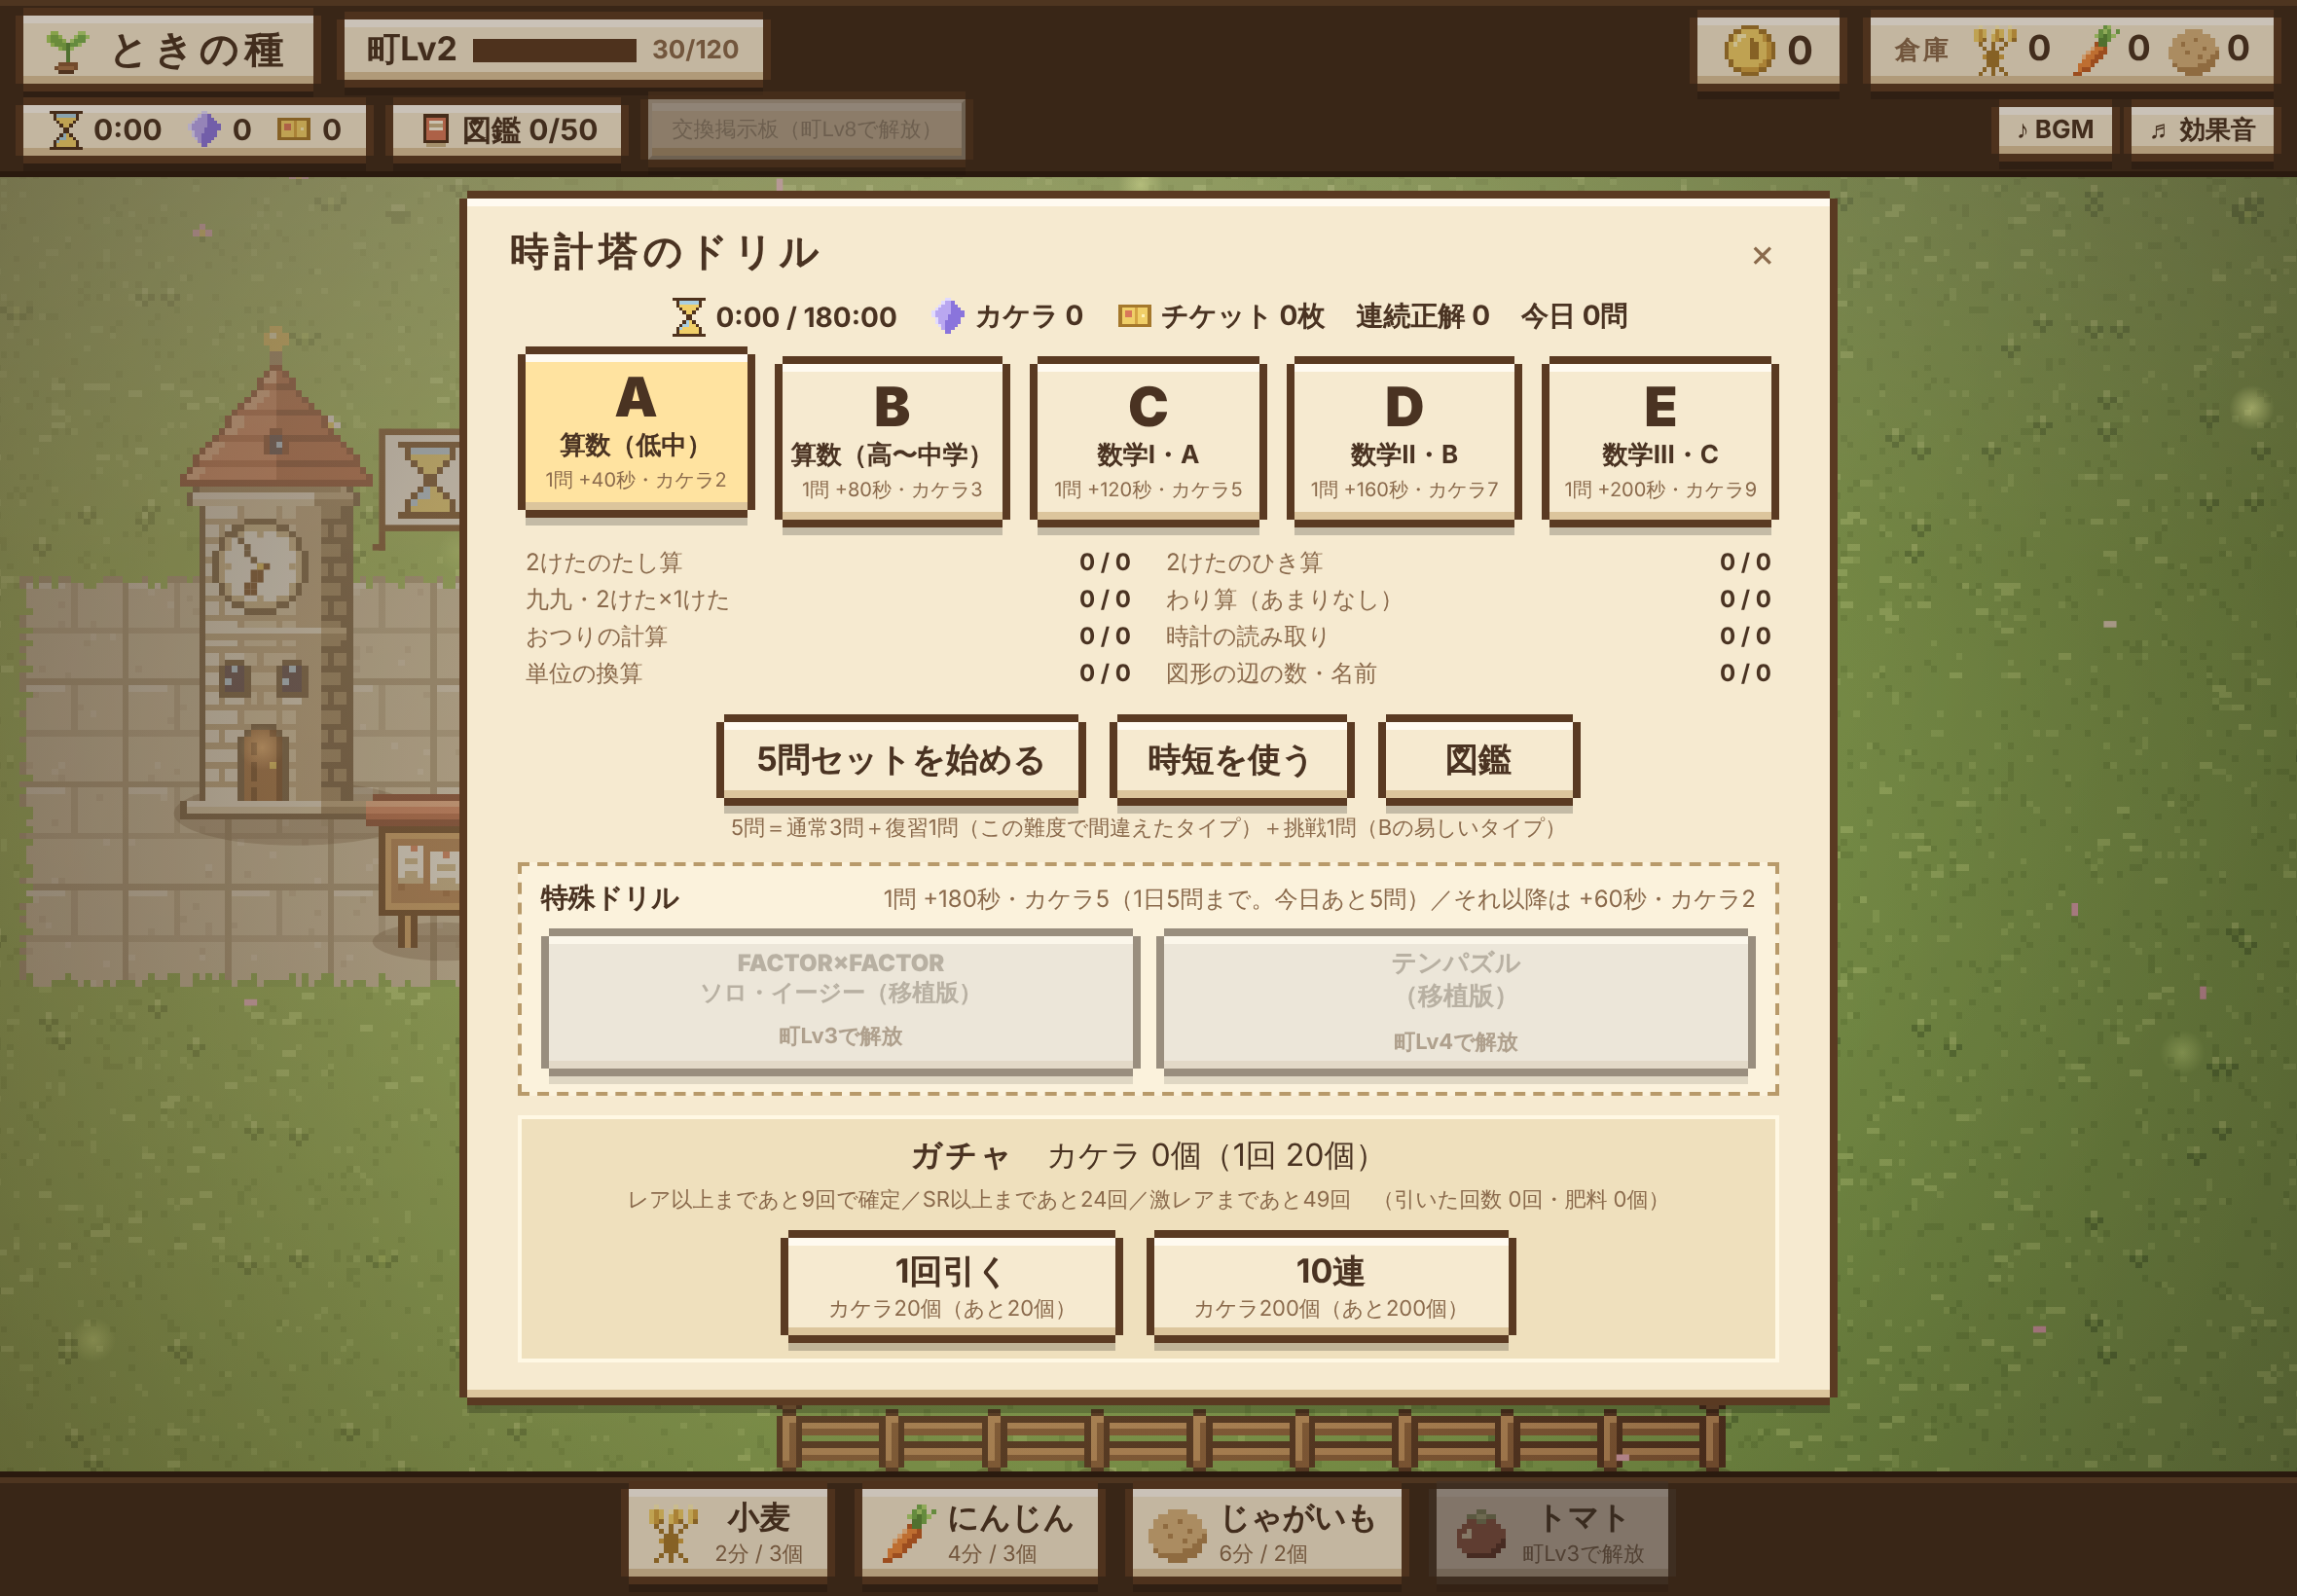 ときの種
町Lv2 30/120
0
倉庫 0 0 0
0:00 0 0
図鑑 0/50
交換掲示板（町Lv8で解放）
♪ BGM
♬ 効果音
時計塔のドリル
×
0:00 / 180:00 カケラ 0 チケット 0枚 連続正解 0 今日 0問
A
算数（低中）
1問 +40秒・カケラ2
B
算数（高〜中学）
1問 +80秒・カケラ3
C
数学I・A
1問 +120秒・カケラ5
D
数学II・B
1問 +160秒・カケラ7
E
数学III・C
1問 +200秒・カケラ9
2けたのたし算 0 / 0
2けたのひき算 0 / 0
九九・2けた×1けた 0 / 0
わり算（あまりなし） 0 / 0
おつりの計算 0 / 0
時計の読み取り 0 / 0
単位の換算 0 / 0
図形の辺の数・名前 0 / 0
5問セットを始める
時短を使う
図鑑
5問＝通常3問＋復習1問（この難度で間違えたタイプ）＋挑戦1問（Bの易しいタイプ）
特殊ドリル
1問 +180秒・カケラ5（1日5問まで。今日あと5問）／それ以降は +60秒・カケラ2
FACTOR×FACTOR
ソロ・イージー（移植版）
町Lv3で解放
テンパズル
（移植版）
町Lv4で解放
ガチャ カケラ 0個（1回 20個）
レア以上まであと9回で確定／SR以上まであと24回／激レアまであと49回 （引いた回数 0回・肥料 0個）
1回引く
カケラ20個（あと20個）
10連
カケラ200個（あと200個）
小麦
2分 / 3個
にんじん
4分 / 3個
じゃがいも
6分 / 2個
トマト
町Lv3で解放